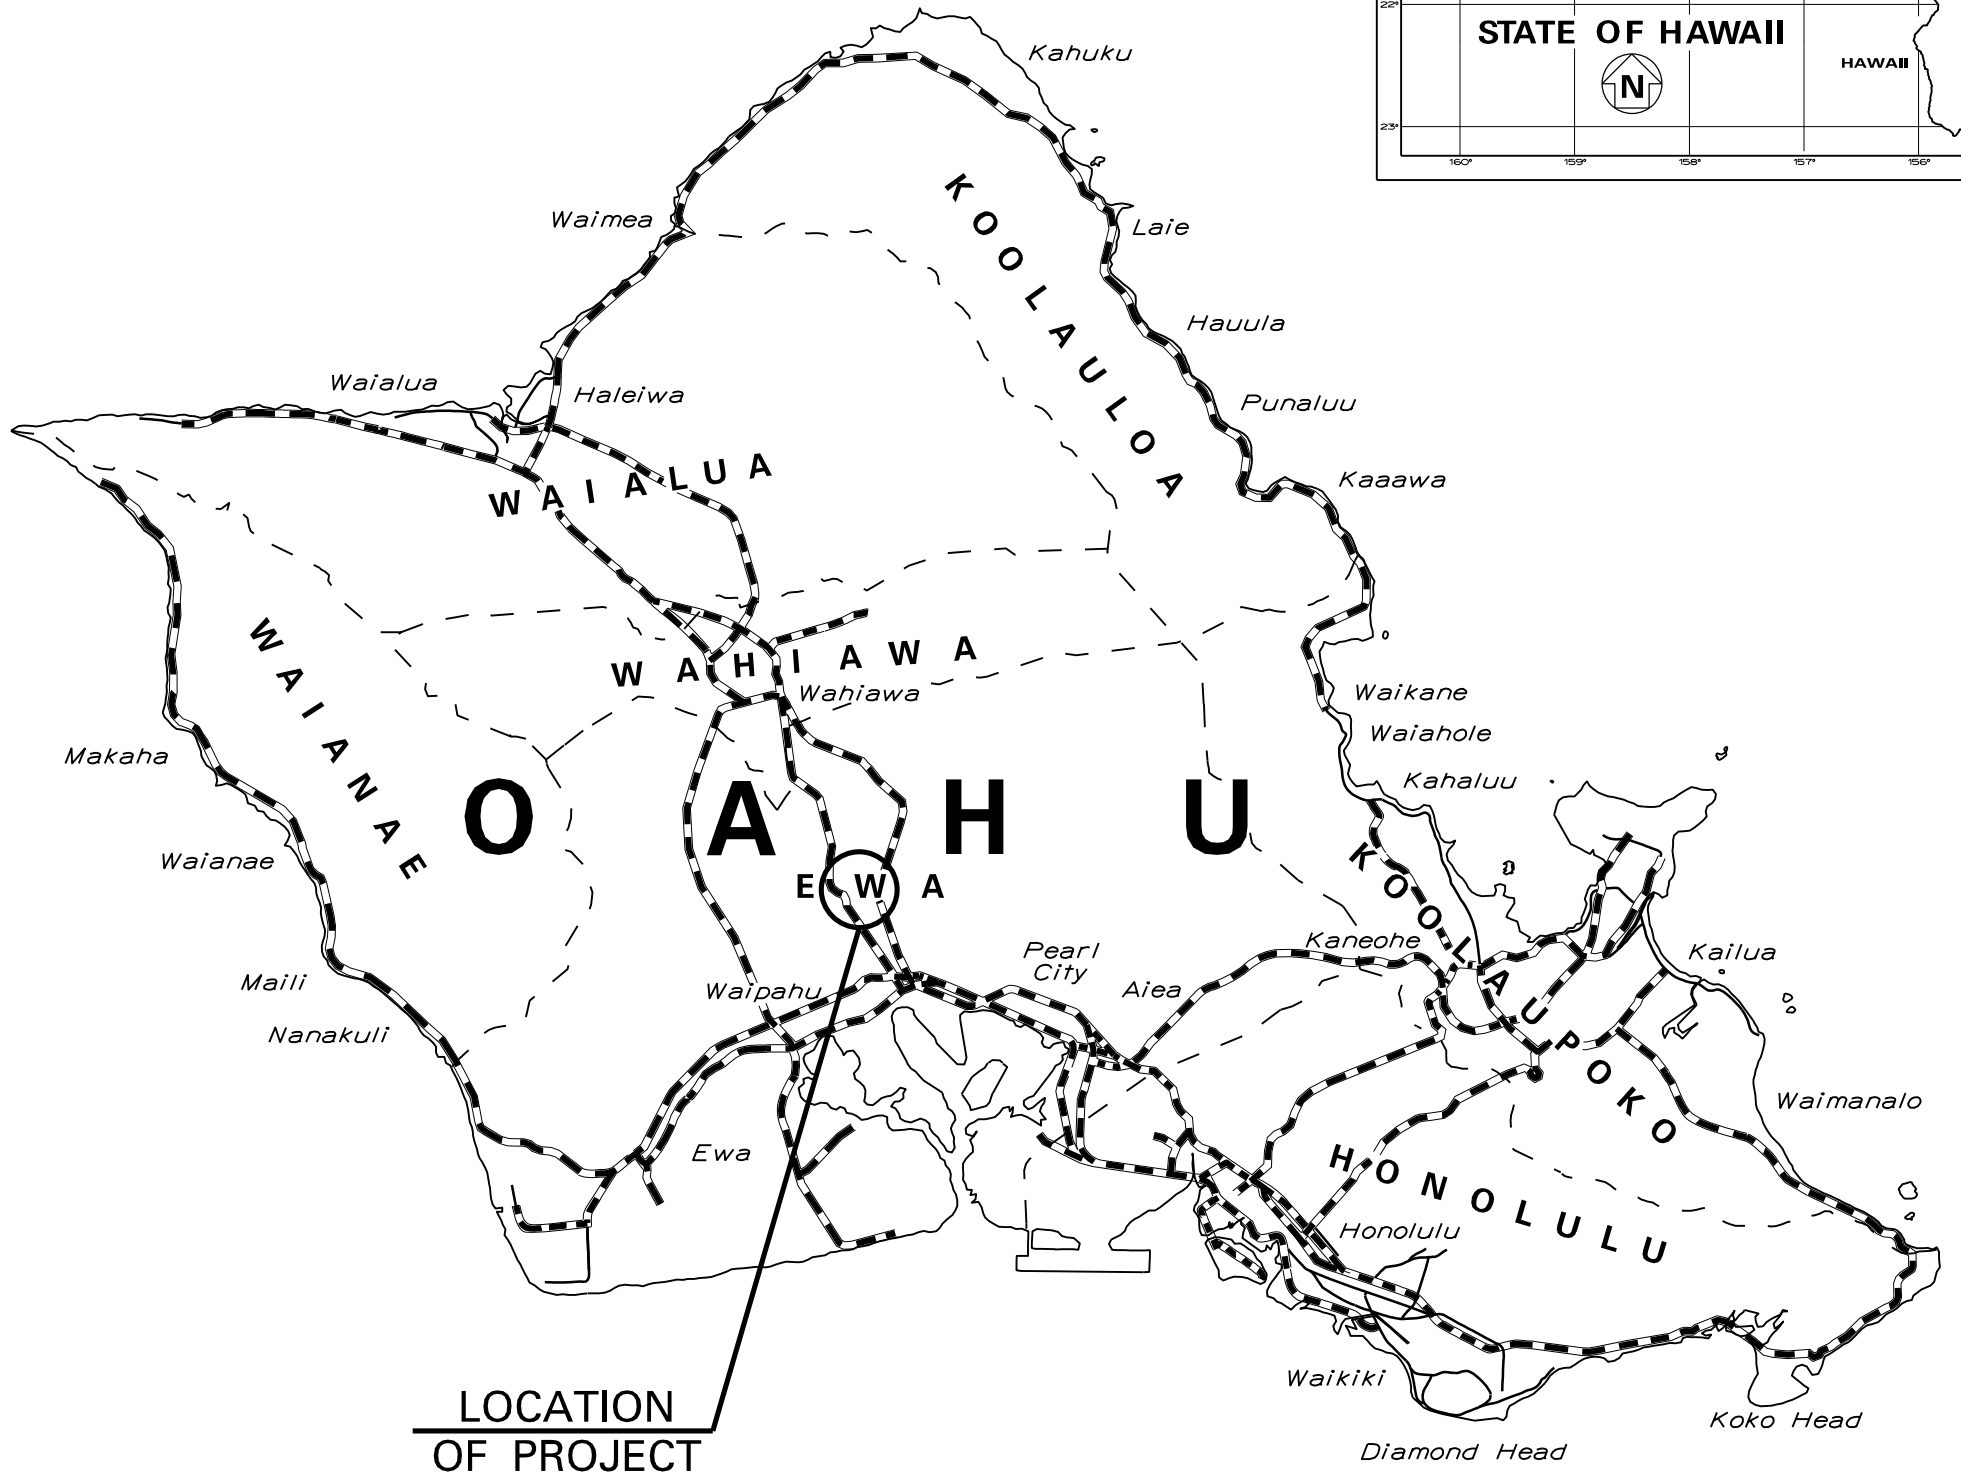 22°
STATE OF HAWAII
HAWAII
N
23°
160° 159° 158° 157° 156°
Kahuku
KOOLAULOA
Waimea
Laie
Hauula
Waialua
Haleiwa
Punaluu
WAIALUA
Kaaawa
WAIANAE
WAHIAWA
Wahiawa
Waikane
Waiahole
Makaha
Kahaluu
OAHU
KOOLAUPOKO
Waianae
EWA
Kaneohe
Pearl
City
Kailua
Maili
Waipahu
Aiea
Nanakuli
Waimanalo
Ewa
HONOLULU
Honolulu
Waikiki
LOCATION
OF PROJECT
Koko Head
Diamond Head